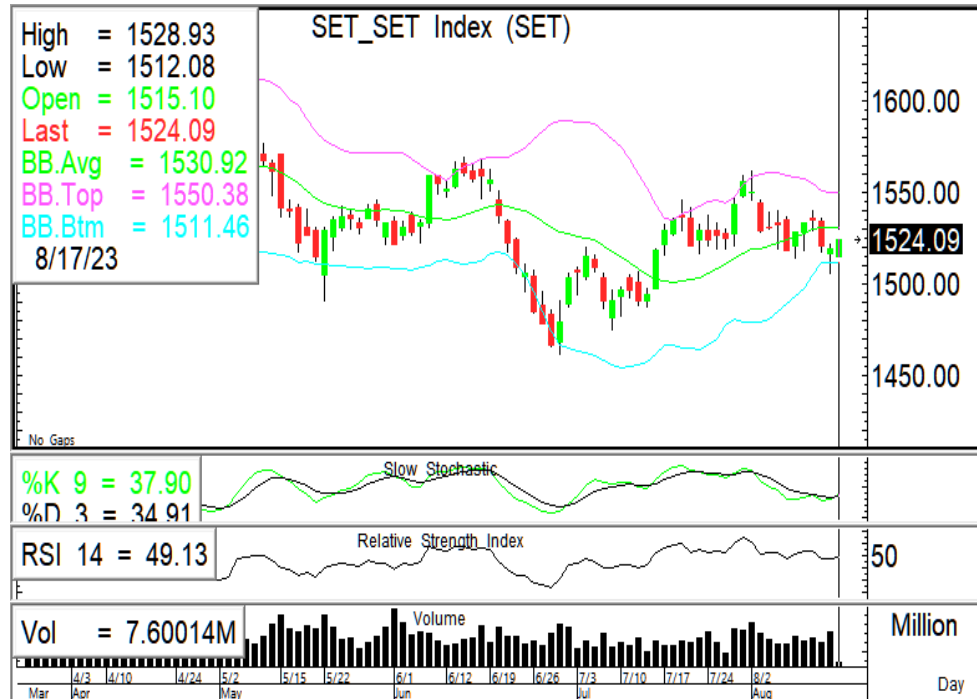 SET_SET Index (SET)
High = 1528.93
Low = 1512.08
Open = 1515.10
Last = 1524.09
BB.Avg = 1530.92
BB.Top = 1550.38
BB.Btm = 1511.46
8/17/23
1600.00
1550.00
1524.09
1500.00
1450.00
No Gaps
Slow Stochastic
%K 9 = 37.90
%D 3 = 34.91
Relative Strength Index
RSI 14 = 49.13
50
Volume
Vol = 7.60014M
Million
4/3 4/10 4/24 5/2 5/15 5/22 6/1 6/12 6/19 6/26 7/3 7/10 7/17 7/24 8/2
Mar Apr May Jun Jul Aug
Day